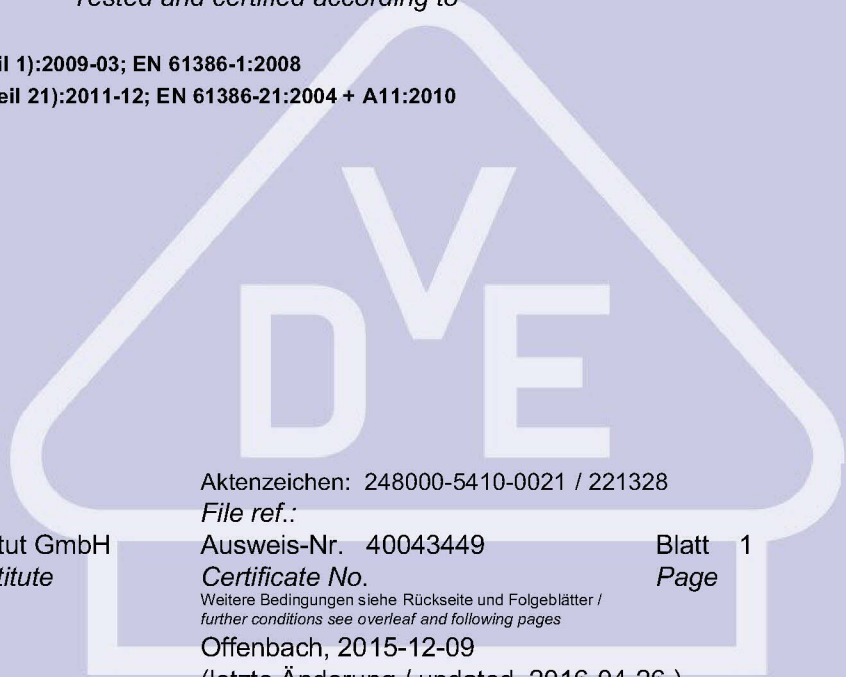 Tested and certified according to
il 1):2009-03; EN 61386-1:2008
eil 21):2011-12; EN 61386-21:2004 + A11:2010
VDE
Aktenzeichen: 248000-5410-0021 / 221328
File ref.:
tut GmbH Ausweis-Nr. 40043449 Blatt 1
titute Certificate No. Page
Weitere Bedingungen siehe Rückseite und Folgeblätter /
further conditions see overleaf and following pages
Offenbach, 2015-12-09
(letzte Änderung / updated 2016-04-26 )